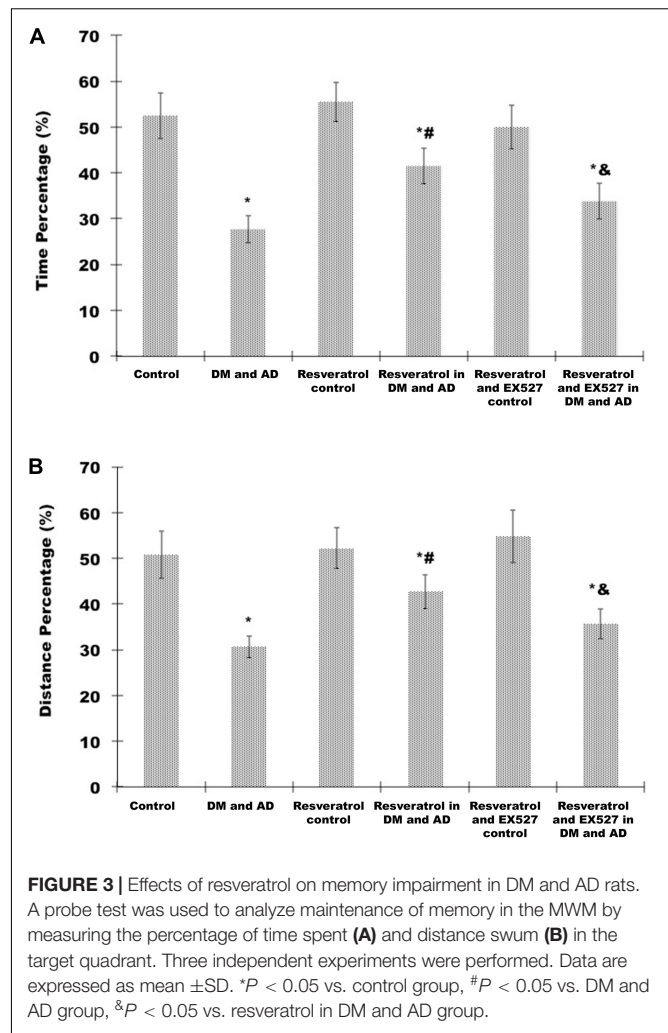 A
70
60
50
40
30
20
10
0
Time Percentage (%)
*
*#
*&
Control
DM and AD
Resveratrol
control
Resveratrol in
DM and AD
Resveratrol
and EX527
control
Resveratrol
and EX527 in
DM and AD
B
70
60
50
40
30
20
10
0
Distance Percentage (%)
*
*#
*&
Control
DM and AD
Resveratrol
control
Resveratrol in
DM and AD
Resveratrol
and EX527
control
Resveratrol
and EX527 in
DM and AD
FIGURE 3 | Effects of resveratrol on memory impairment in DM and AD rats.
A probe test was used to analyze maintenance of memory in the MWM by
measuring the percentage of time spent (A) and distance swum (B) in the
target quadrant. Three independent experiments were performed. Data are
expressed as mean ±SD. *P < 0.05 vs. control group, #P < 0.05 vs. DM and
AD group, &P < 0.05 vs. resveratrol in DM and AD group.